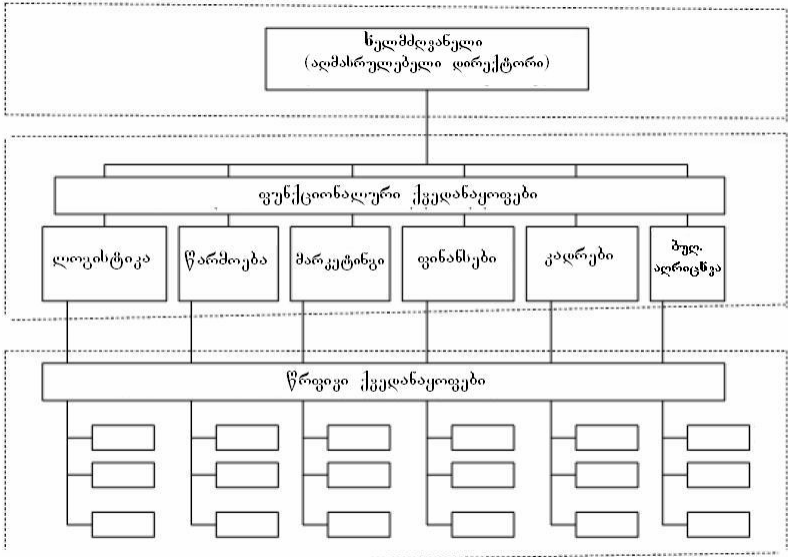 ხელმძღვანელი
(აღმასრულებელი დირექტორი)
ფუნქციონალური ქვედანაყოფები
ლოგისტიკა
წარმოება
მარკეტინგი
ფინანსები
კადრები
ბუღ.
აღრიცხვა
წრფივი ქვედანაყოფები